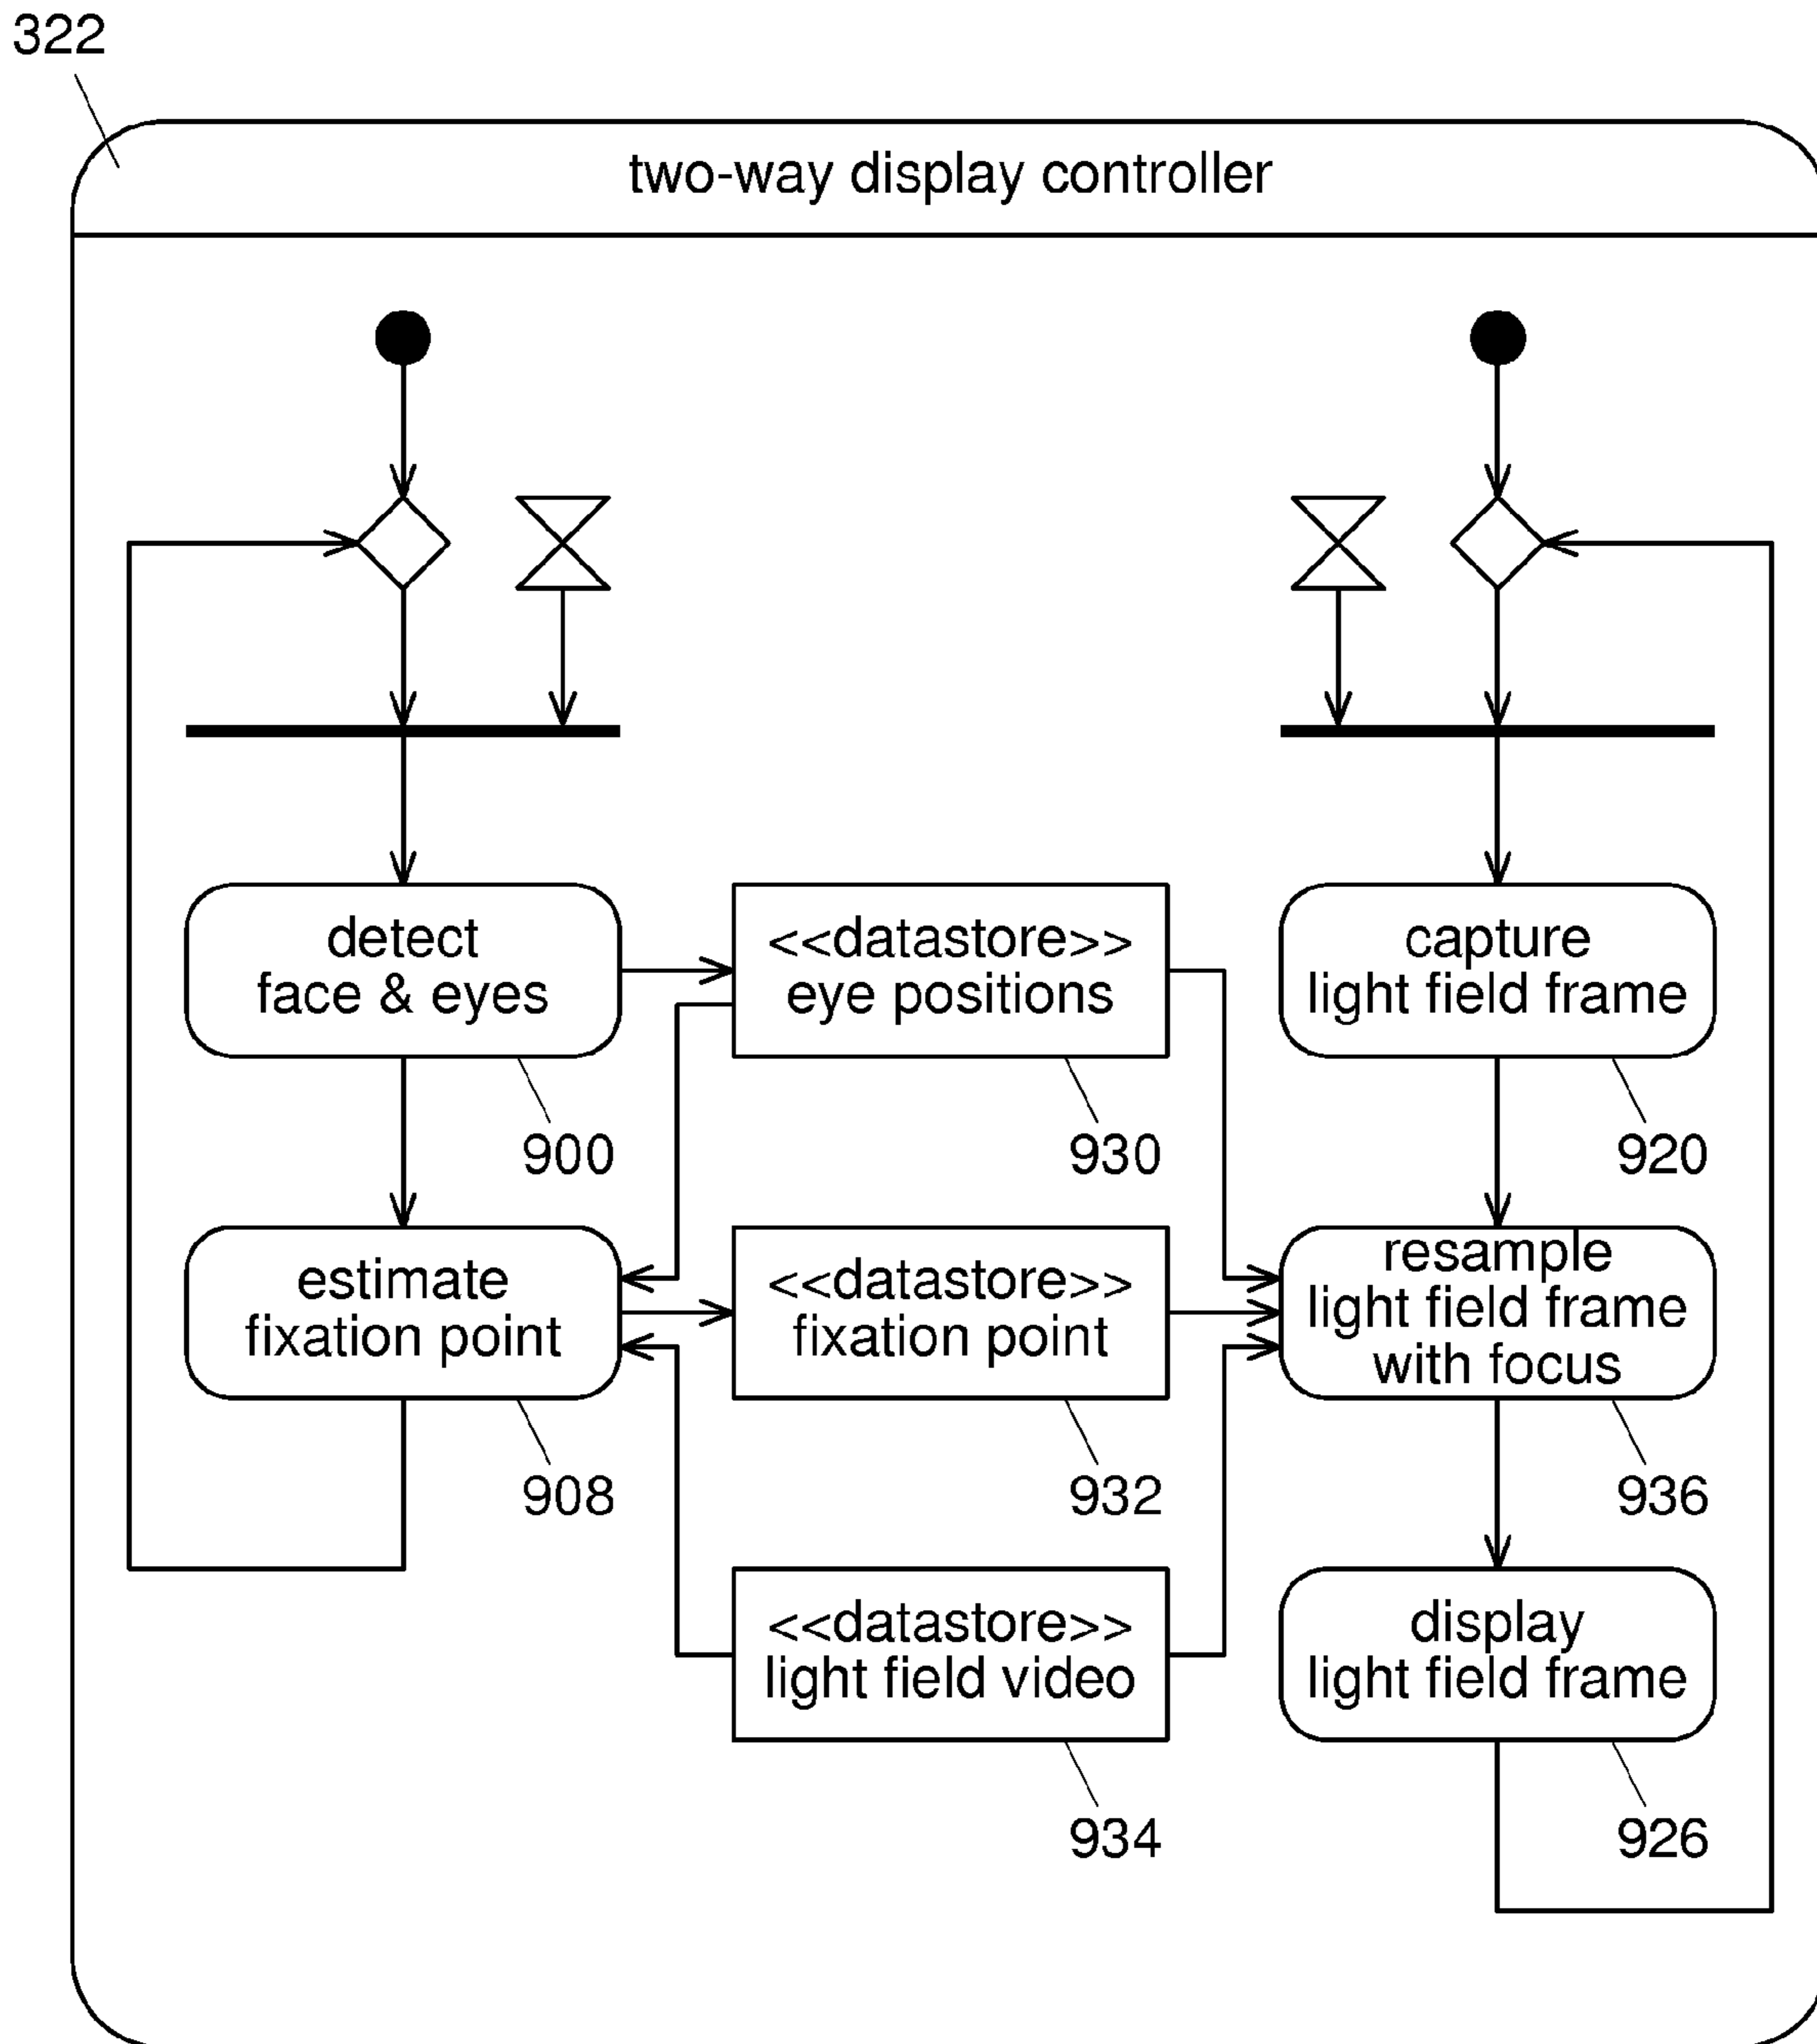 322
two-way display controller
detect
face & eyes
900
<<datastore>>
eye positions
930
capture
light field frame
920
estimate
fixation point
908
<<datastore>>
fixation point
932
resample
light field frame
with focus
936
<<datastore>>
light field video
934
display
light field frame
926